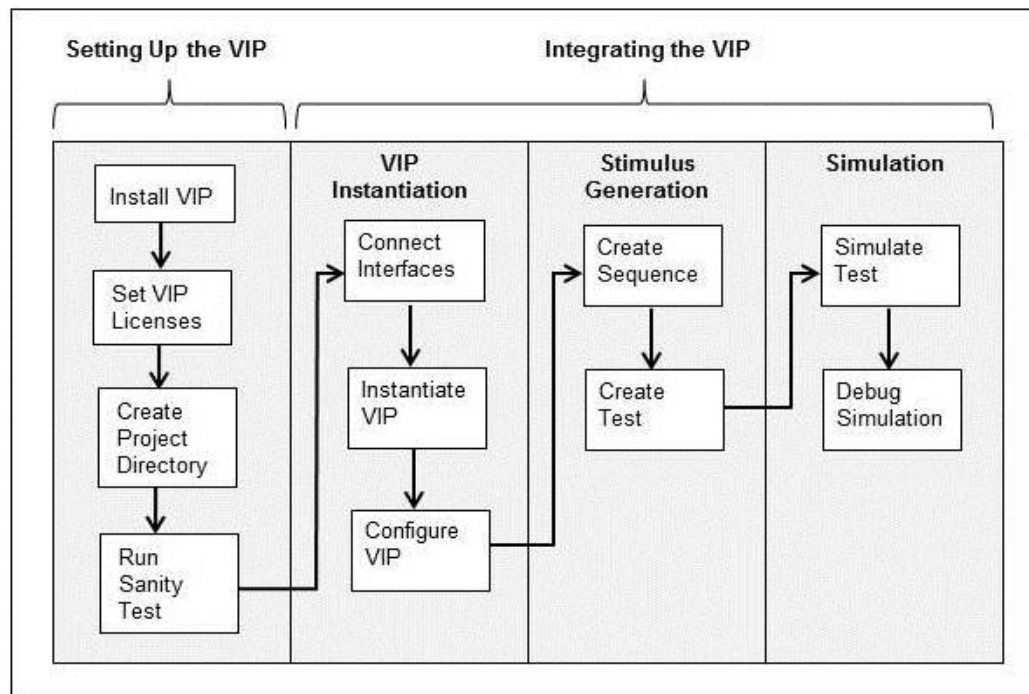 Setting Up the VIP
Integrating the VIP
Install VIP
Set VIP
Licenses
Create
Project
Directory
Run
Sanity
Test
VIP
Instantiation
Connect
Interfaces
Instantiate
VIP
Configure
VIP
Stimulus
Generation
Create
Sequence
Create
Test
Simulation
Simulate
Test
Debug
Simulation